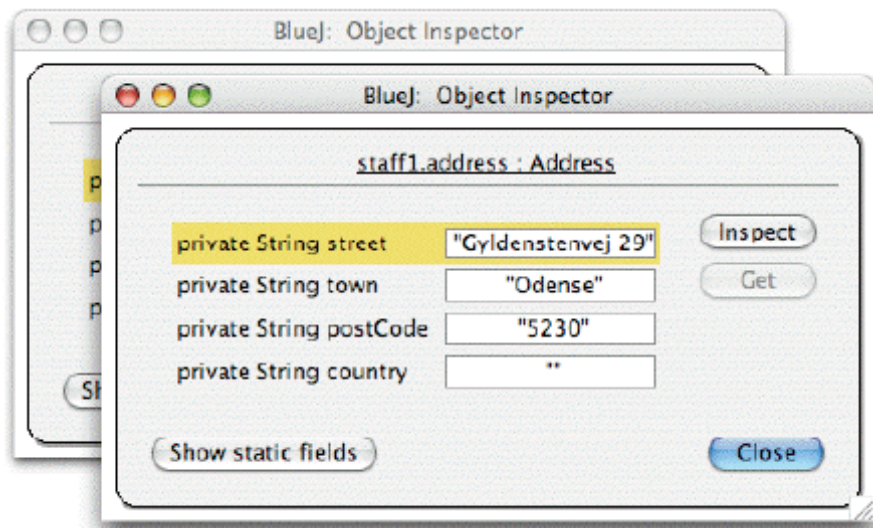 BlueJ: Object Inspector
BlueJ: Object Inspector
staff1.address : Address
private String street "Gyldenstenvej 29"
Inspect
private String town "Odense"
Get
private String postCode "5230"
private String country ""
Show static fields
Close